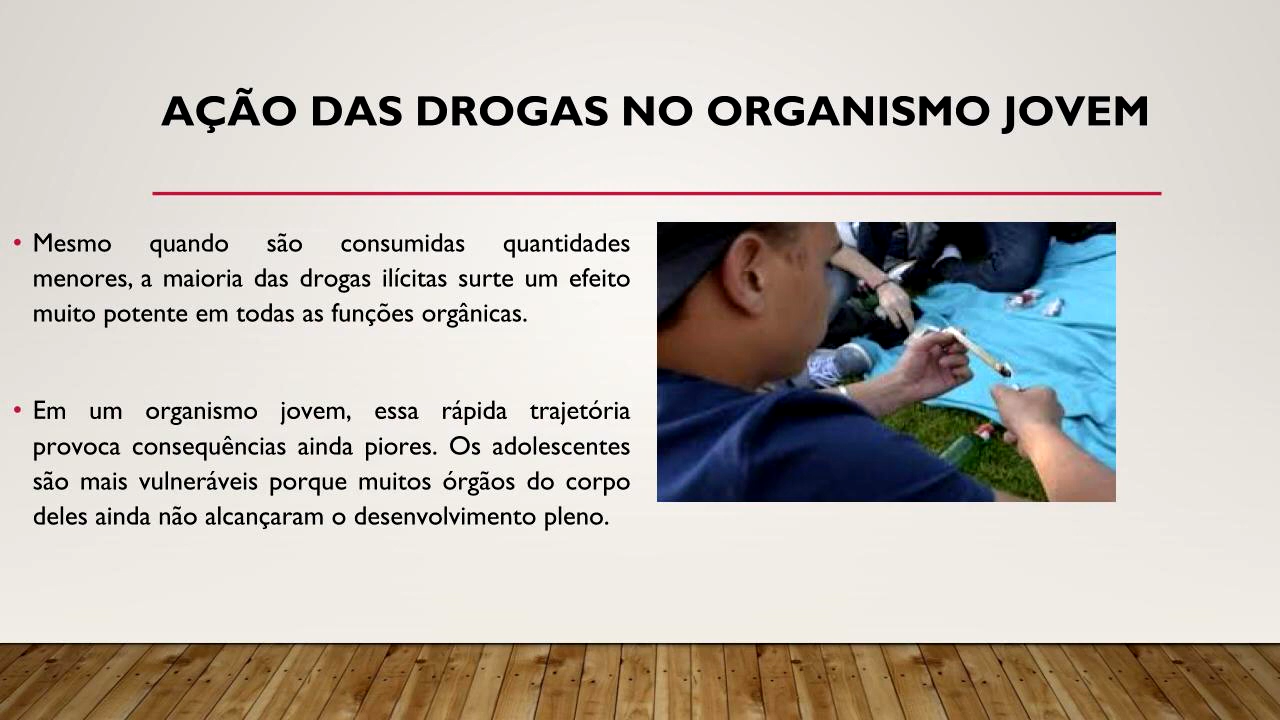 AÇÃO DAS DROGAS NO ORGANISMO JOVEM
• Mesmo quando são consumidas quantidades
menores, a maioria das drogas ilícitas surte um efeito
muito potente em todas as funções orgânicas.
• Em um organismo jovem, essa rápida trajetória
provoca consequências ainda piores. Os adolescentes
são mais vulneráveis porque muitos órgãos do corpo
deles ainda não alcançaram o desenvolvimento pleno.